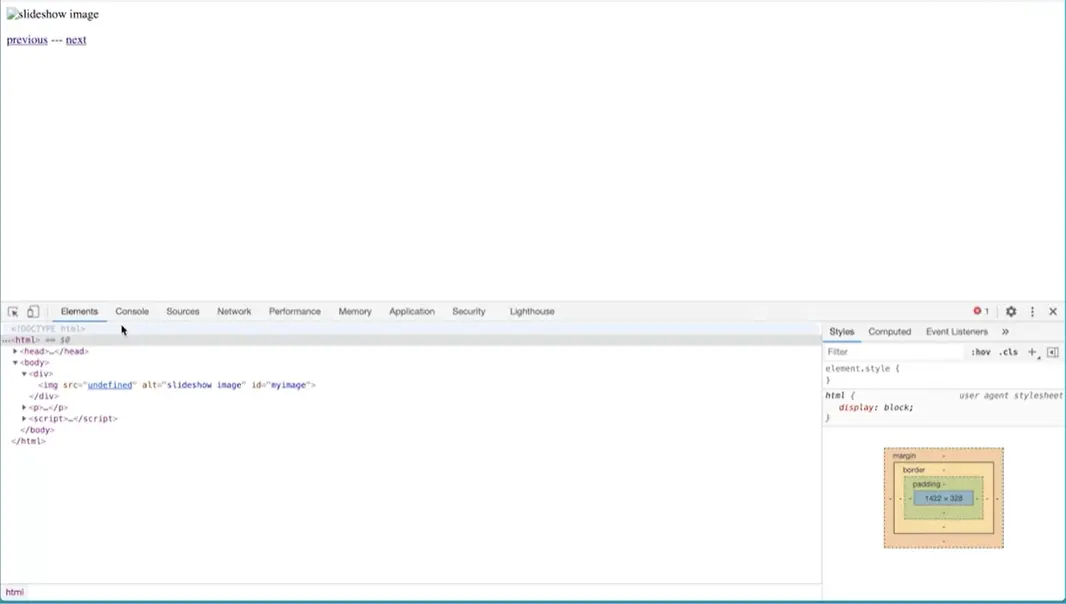 slideshow image
previous --- next
Elements Console Sources Network Performance Memory Application Security Lighthouse 1
<!DOCTYPE html>
...<html> == $0
<head>…</head>
<body>
<div>
<img src="undefined" alt="slideshow image" id="myimage">
</div>
<p>…</p>
<script>…</script>
</body>
</html>
html
Styles Computed Event Listeners »
Filter :hov .cls +
element.style {
}
html { user agent stylesheet
display: block;
}
margin -
border -
padding -
- - - 1432 × 328 - - -
-
-
-